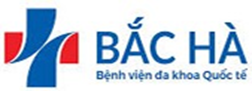 BẮC HÀ
Bệnh viện đa khoa Quốc tế